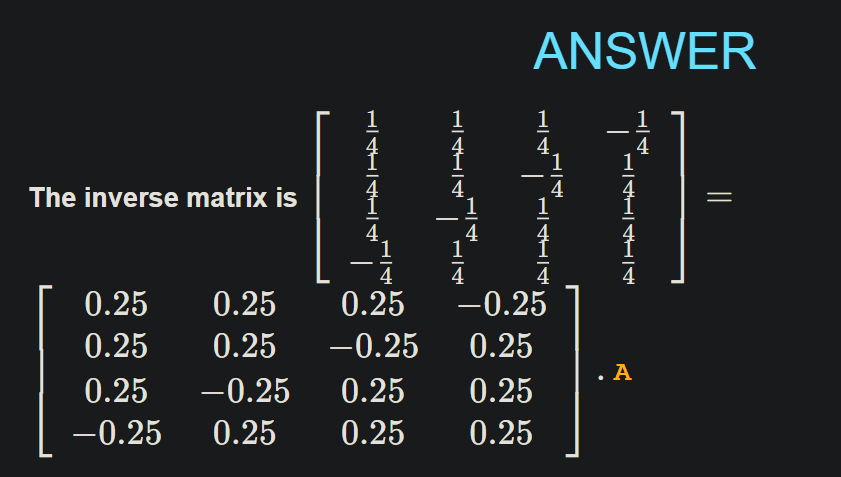 ANSWER
1/4 1/4 1/4 −1/4
1/4 1/4 −1/4 1/4
The inverse matrix is =
1/4 −1/4 1/4 1/4
−1/4 1/4 1/4 1/4
0.25 0.25 0.25 −0.25
0.25 0.25 −0.25 0.25
0.25 −0.25 0.25 0.25 . A
−0.25 0.25 0.25 0.25